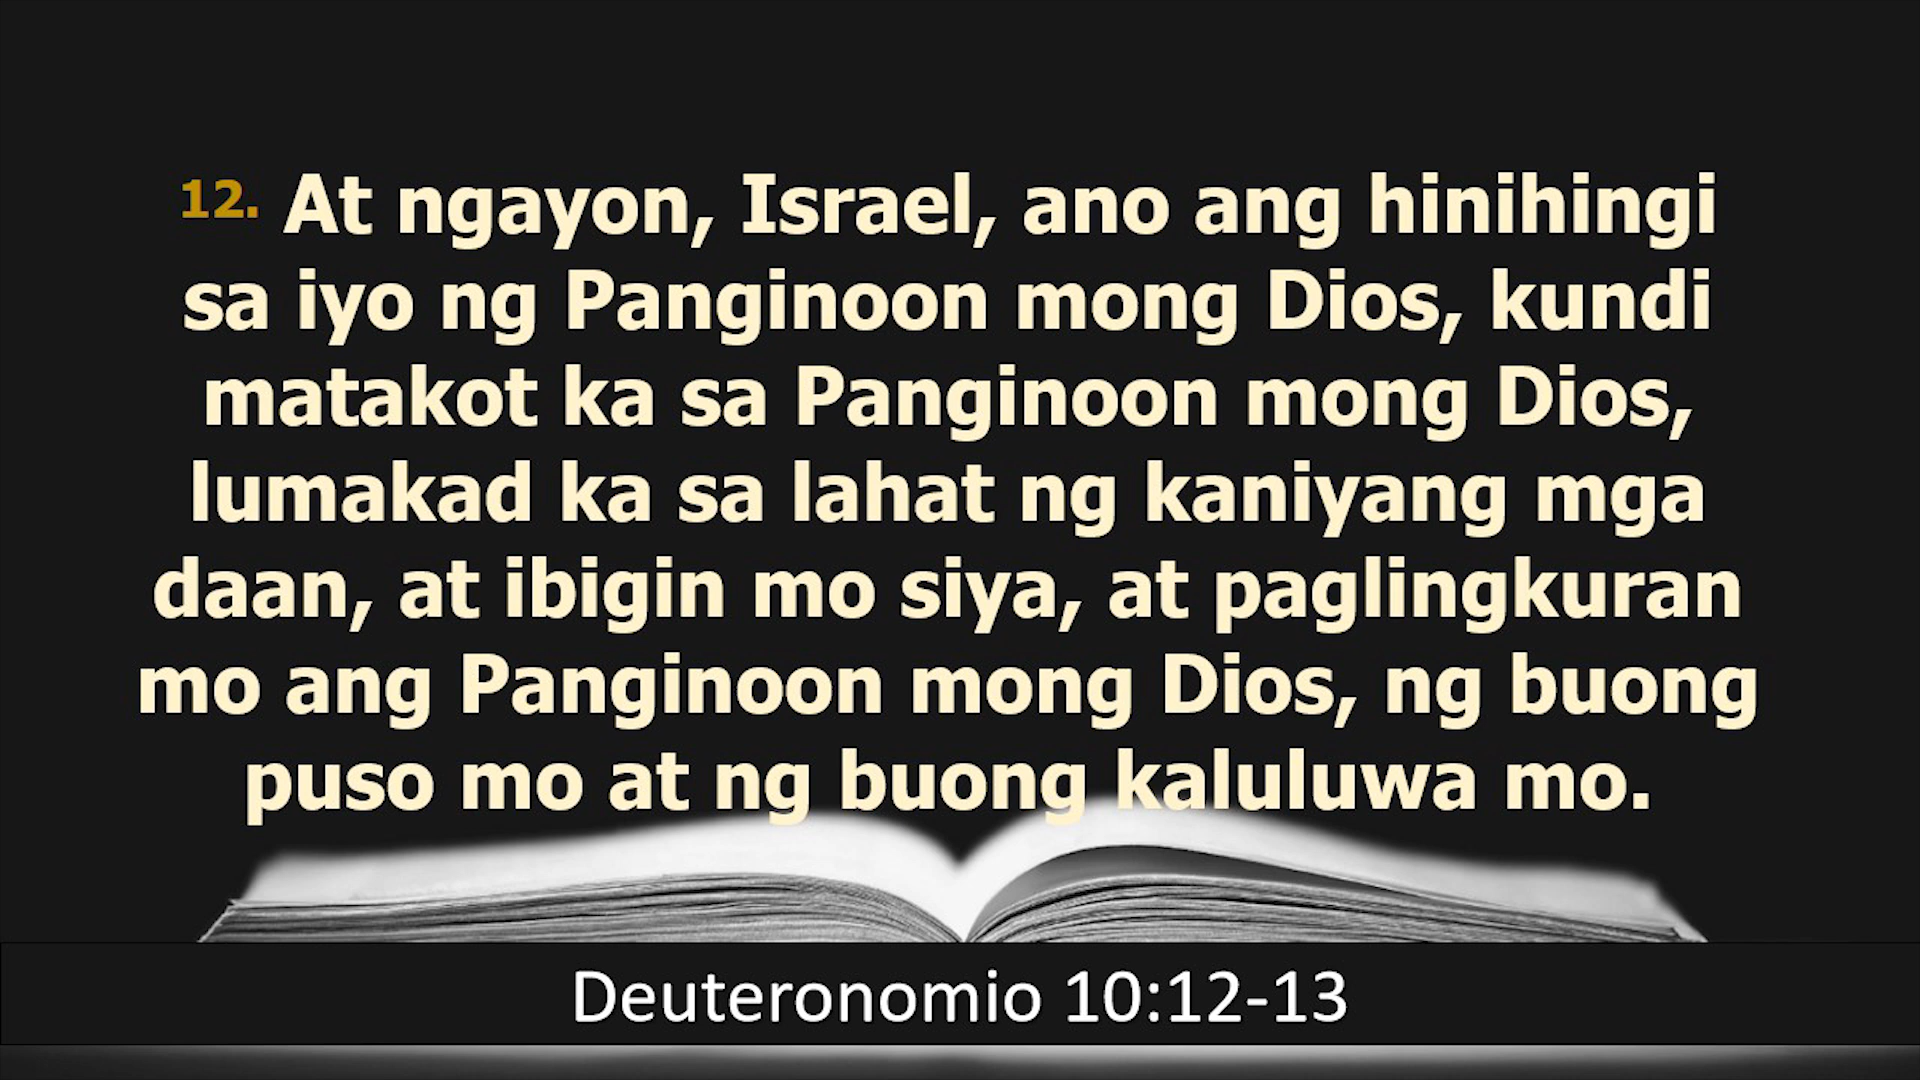 12. At ngayon, Israel, ano ang hinihingi
sa iyo ng Panginoon mong Dios, kundi
matakot ka sa Panginoon mong Dios,
lumakad ka sa lahat ng kaniyang mga
daan, at ibigin mo siya, at paglingkuran
mo ang Panginoon mong Dios, ng buong
puso mo at ng buong kaluluwa mo.
Deuteronomio 10:12-13